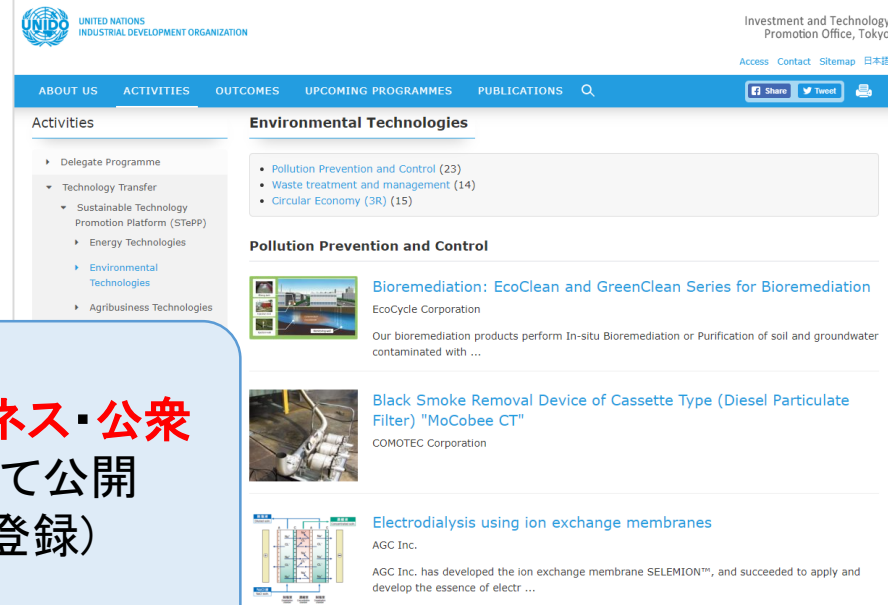 UNIDO
UNITED NATIONS
INDUSTRIAL DEVELOPMENT ORGANIZATION
Investment and Technology
Promotion Office, Tokyo
Access Contact Sitemap 日本語
ABOUT US ACTIVITIES OUTCOMES UPCOMING PROGRAMMES PUBLICATIONS
Share Tweet
Activities
Delegate Programme
Technology Transfer
Sustainable Technology
Promotion Platform (STePP)
Energy Technologies
Environmental
Technologies
Agribusiness Technologies
Environmental Technologies
• Pollution Prevention and Control (23)
• Waste treatment and management (14)
• Circular Economy (3R) (15)
Pollution Prevention and Control
Bioremediation: EcoClean and GreenClean Series for Bioremediation
EcoCycle Corporation
Our bioremediation products perform In-situ Bioremediation or Purification of soil and groundwater
contaminated with ...
Black Smoke Removal Device of Cassette Type (Diesel Particulate
Filter) "MoCobee CT"
COMOTEC Corporation
Electrodialysis using ion exchange membranes
AGC Inc.
AGC Inc. has developed the ion exchange membrane SELEMION™, and succeeded to apply and
develop the essence of electr ...
ネス・公衆
て公開
登録）